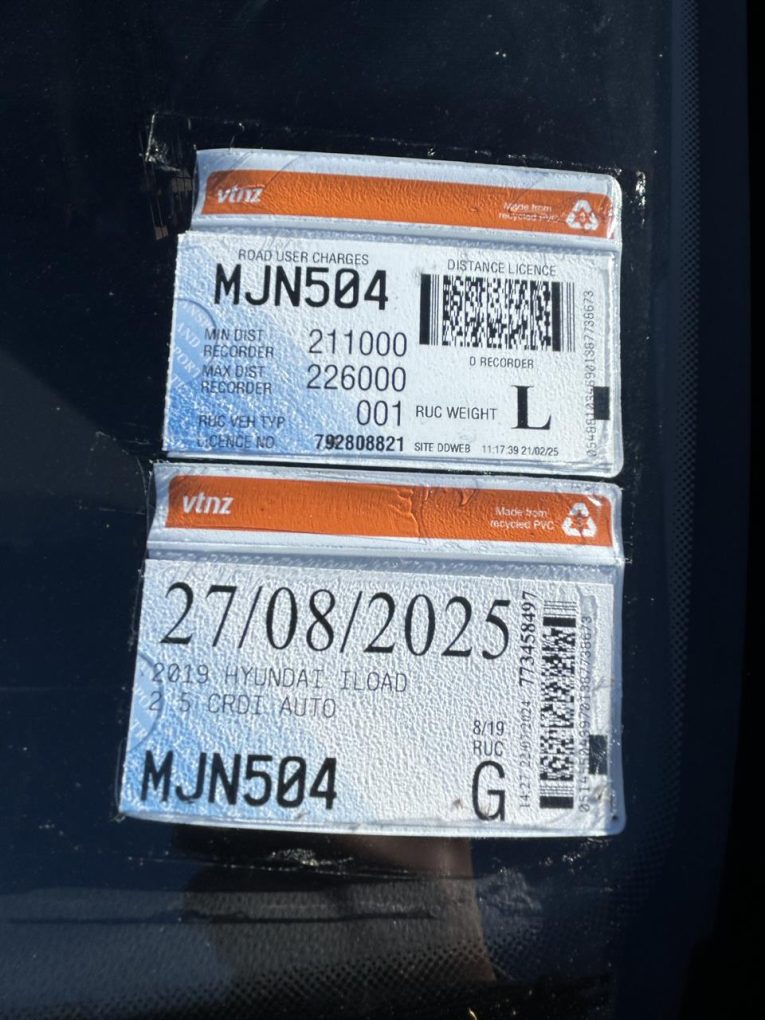 vtnz
Made from
recycled PVC
ROAD USER CHARGES
DISTANCE LICENCE
MJN504
MIN DIST
RECORDER 211000
D RECORDER
MAX DIST
RECORDER 226000
RUC VEH TYP 001
RUC WEIGHT L
LICENCE NO 792808821
SITE DDWEB 11:17:39 21/02/25
vtnz
Made from
recycled PVC
27/08/2025
773458497
2019 HYUNDAI ILOAD
2 5 CRDI AUTO
8/19
RUC
MJN504
G